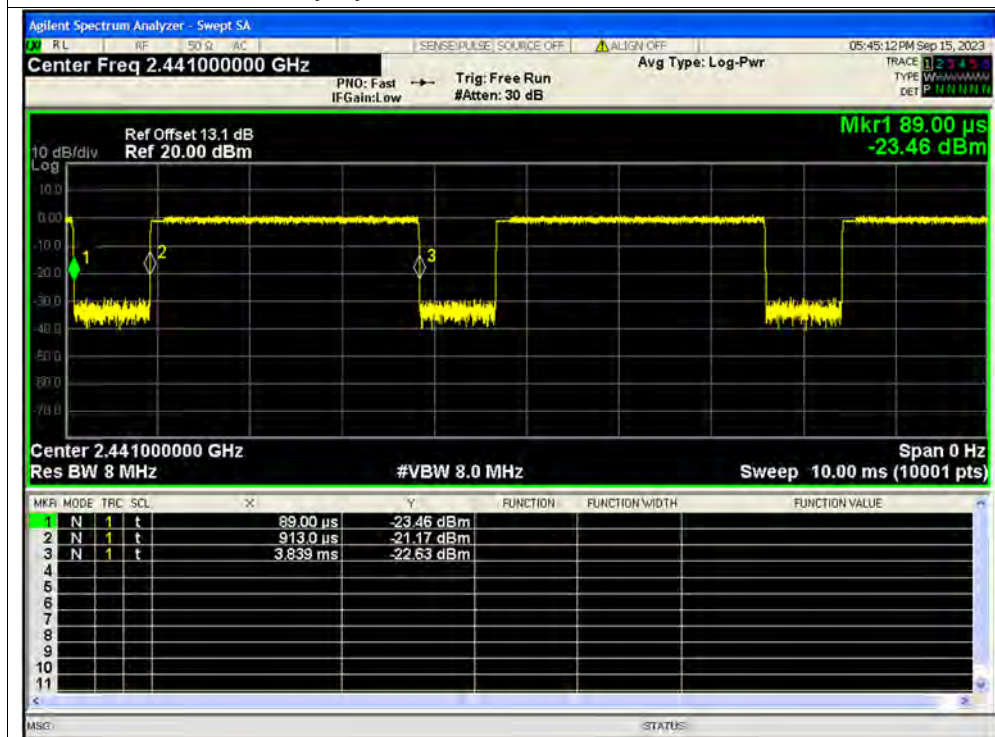 Agilent Spectrum Analyzer - Swept SA
RL RF 50 Ω AC SENSE:PULSE SOURCE OFF ALIGN OFF 05:45:12 PM Sep 15, 2023
Center Freq 2.441000000 GHz Avg Type: Log-Pwr TRACE 1 2 3 4 5 6
PNO: Fast Trig: Free Run TYPE W
IFGain:Low #Atten: 30 dB DET P N N N N N
Mkr1 89.00 µs
Ref Offset 13.1 dB
10 dB/div Ref 20.00 dBm -23.46 dBm
Log
10.0
0.00
-10.0
1 2 3
-20.0
-30.0
-40.0
-50.0
-60.0
-70.0
Center 2.441000000 GHz Span 0 Hz
Res BW 8 MHz #VBW 8.0 MHz Sweep 10.00 ms (10001 pts)
MKR MODE TRC SCL X Y FUNCTION FUNCTION WIDTH FUNCTION VALUE
1 N 1 t 89.00 µs -23.46 dBm
2 N 1 t 913.0 µs -21.17 dBm
3 N 1 t 3.839 ms -22.63 dBm
4
5
6
7
8
9
10
11
MSG STATUS